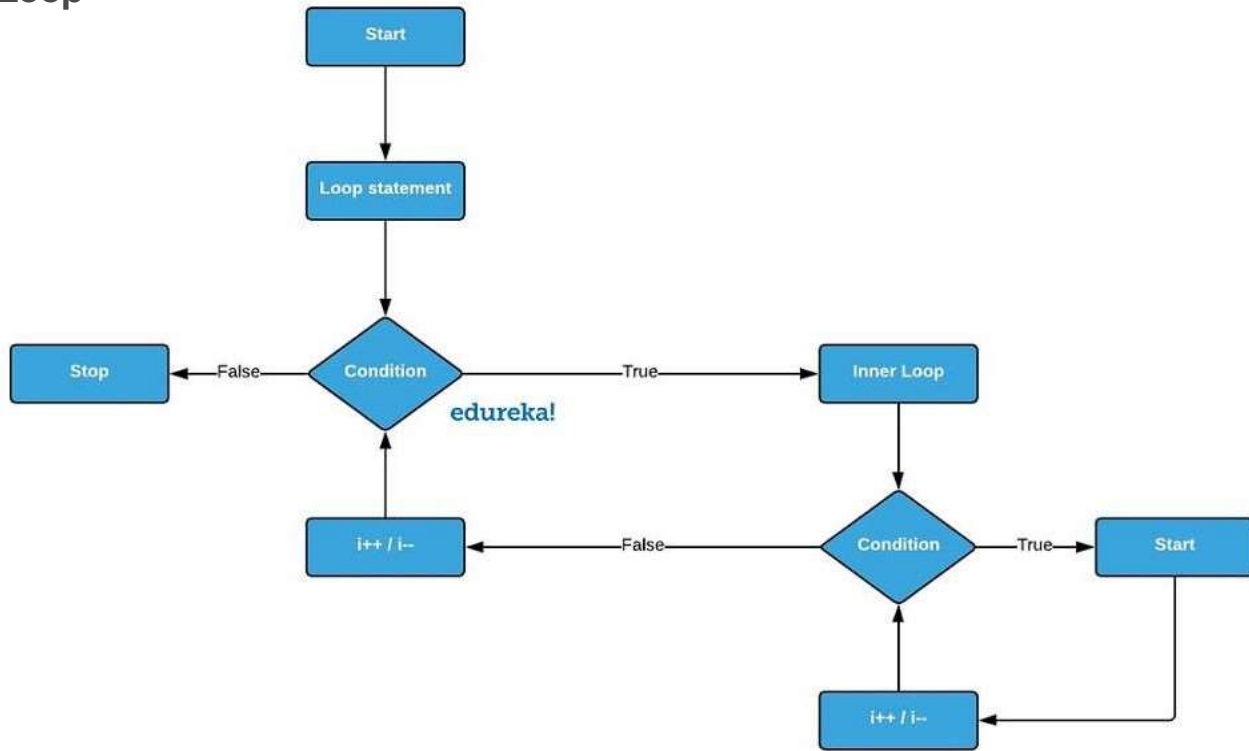 Loop
Start
Loop statement
Stop
False
Condition
True
Inner Loop
edureka!
i++ / i--
False
Condition
True
Start
i++ / i--